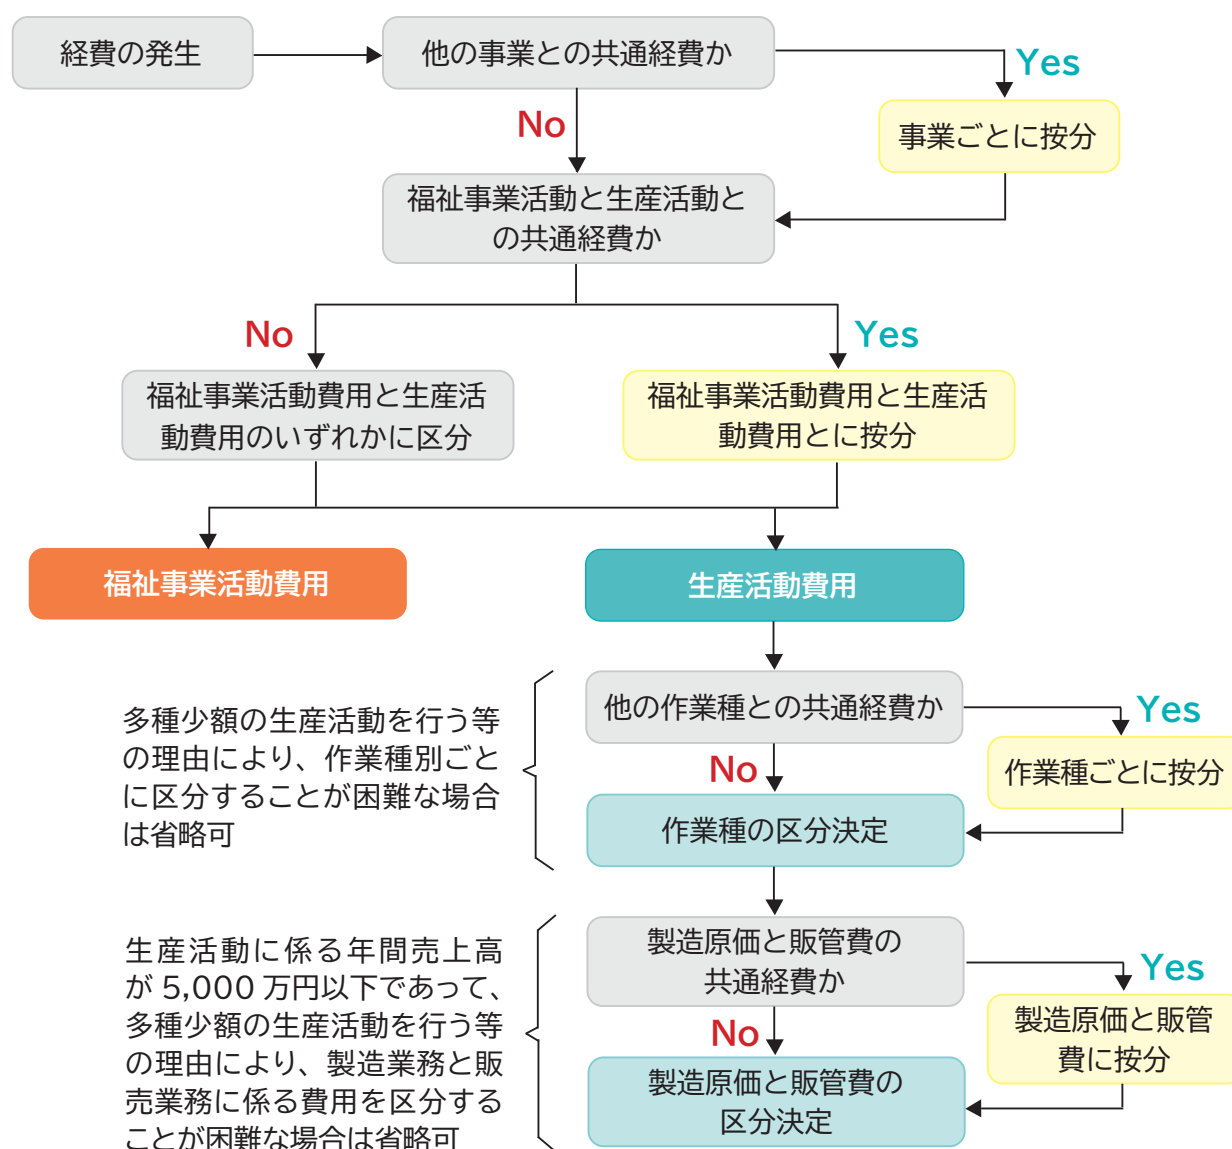 経費の発生
他の事業との共通経費か
Yes
No
事業ごとに按分
福祉事業活動と生産活動と
の共通経費か
No
Yes
福祉事業活動費用と生産活
動費用のいずれかに区分
福祉事業活動費用と生産活
動費用とに按分
福祉事業活動費用
生産活動費用
多種少額の生産活動を行う等
の理由により、作業種別ごと
に区分することが困難な場合
は省略可
他の作業種との共通経費か
Yes
No
作業種ごとに按分
作業種の区分決定
生産活動に係る年間売上高
が 5,000 万円以下であって、
多種少額の生産活動を行う等
の理由により、製造業務と販
売業務に係る費用を区分する
ことが困難な場合は省略可
製造原価と販管費の
共通経費か
Yes
No
製造原価と販管
費に按分
製造原価と販管費の
区分決定